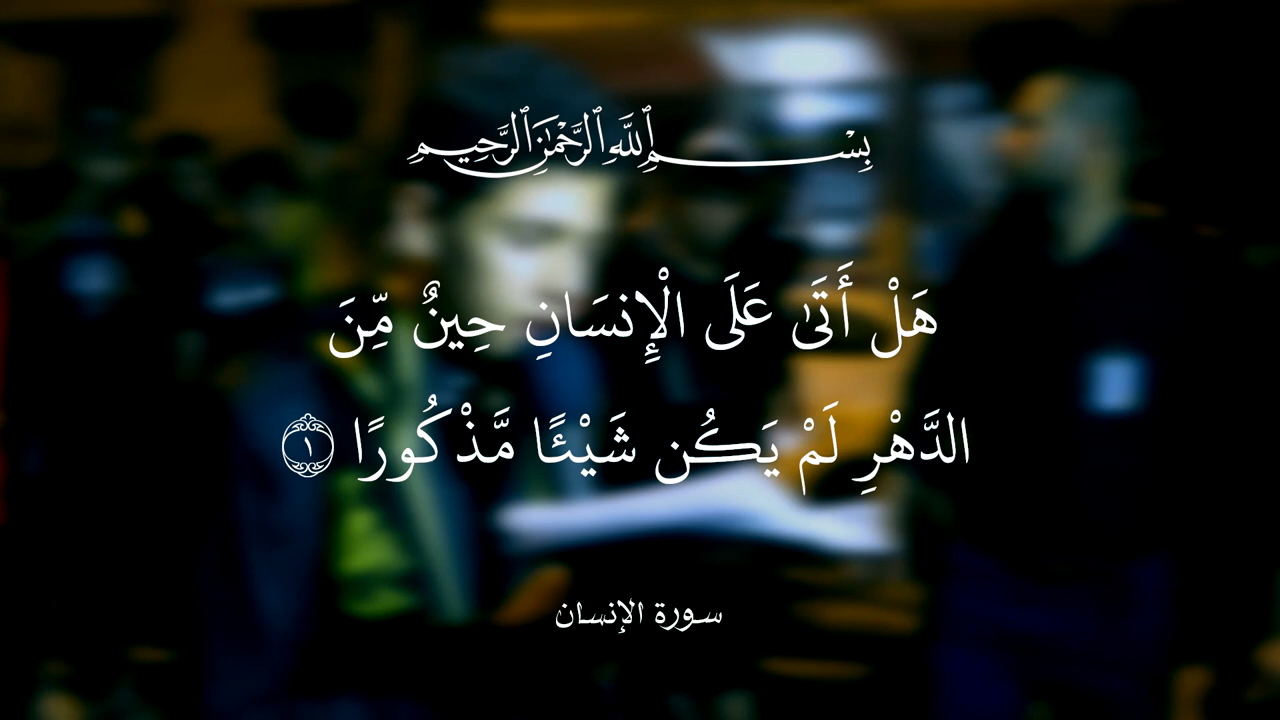 بِسْمِ ٱللَّهِ ٱلرَّحْمَٰنِ ٱلرَّحِيمِ
هَلْ أَتَىٰ عَلَى الْإِنسَانِ حِينٌ مِّنَ
الدَّهْرِ لَمْ يَكُن شَيْئًا مَّذْكُورًا ١
سورة الإنسان